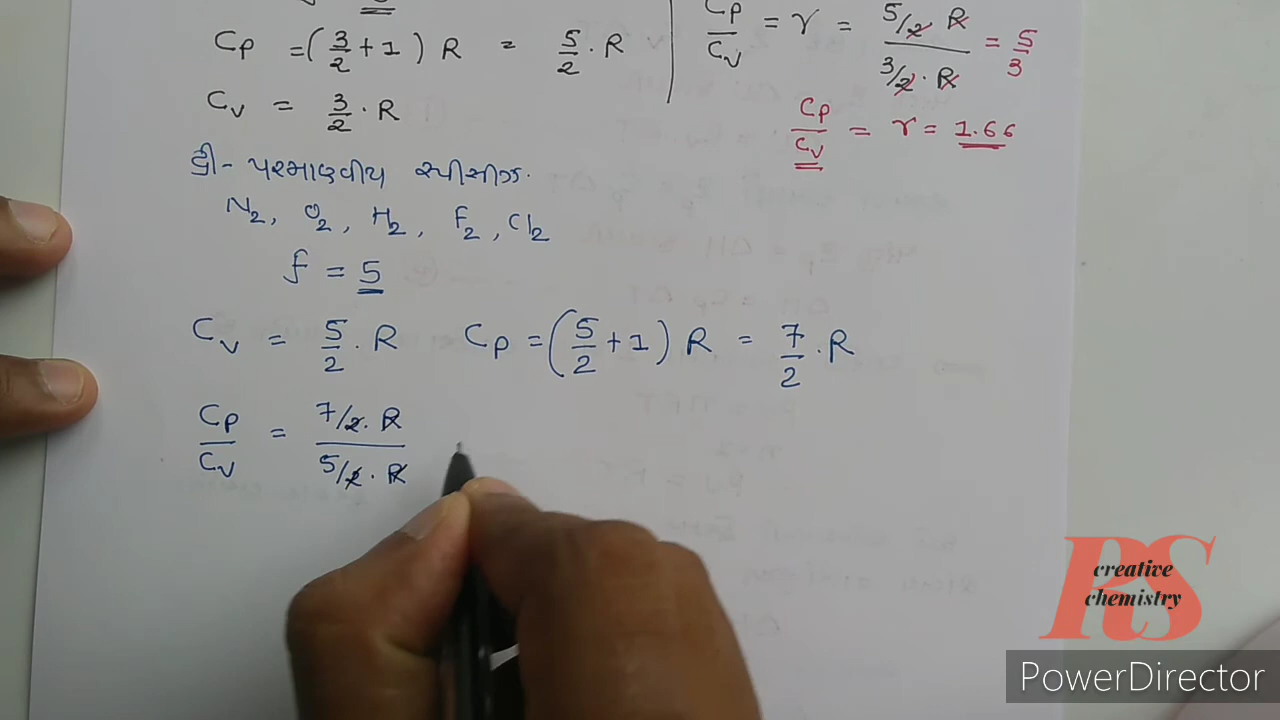 Cp = (3/2 + 1) R = 5/2 . R
Cv = 3/2 . R
Cp/Cv = γ = 5/2 R / 3/2 . R = 5/3
Cp/Cv = γ = 1.66
દ્વી - પરમાણ્વીય સ્પીસીઝ.
N2, O2, H2, F2, Cl2
f = 5
Cv = 5/2 . R Cp = (5/2 + 1) R = 7/2 . R
Cp/Cv = 7/2 . R / 5/2 . R
RS
creative
chemistry
PowerDirector